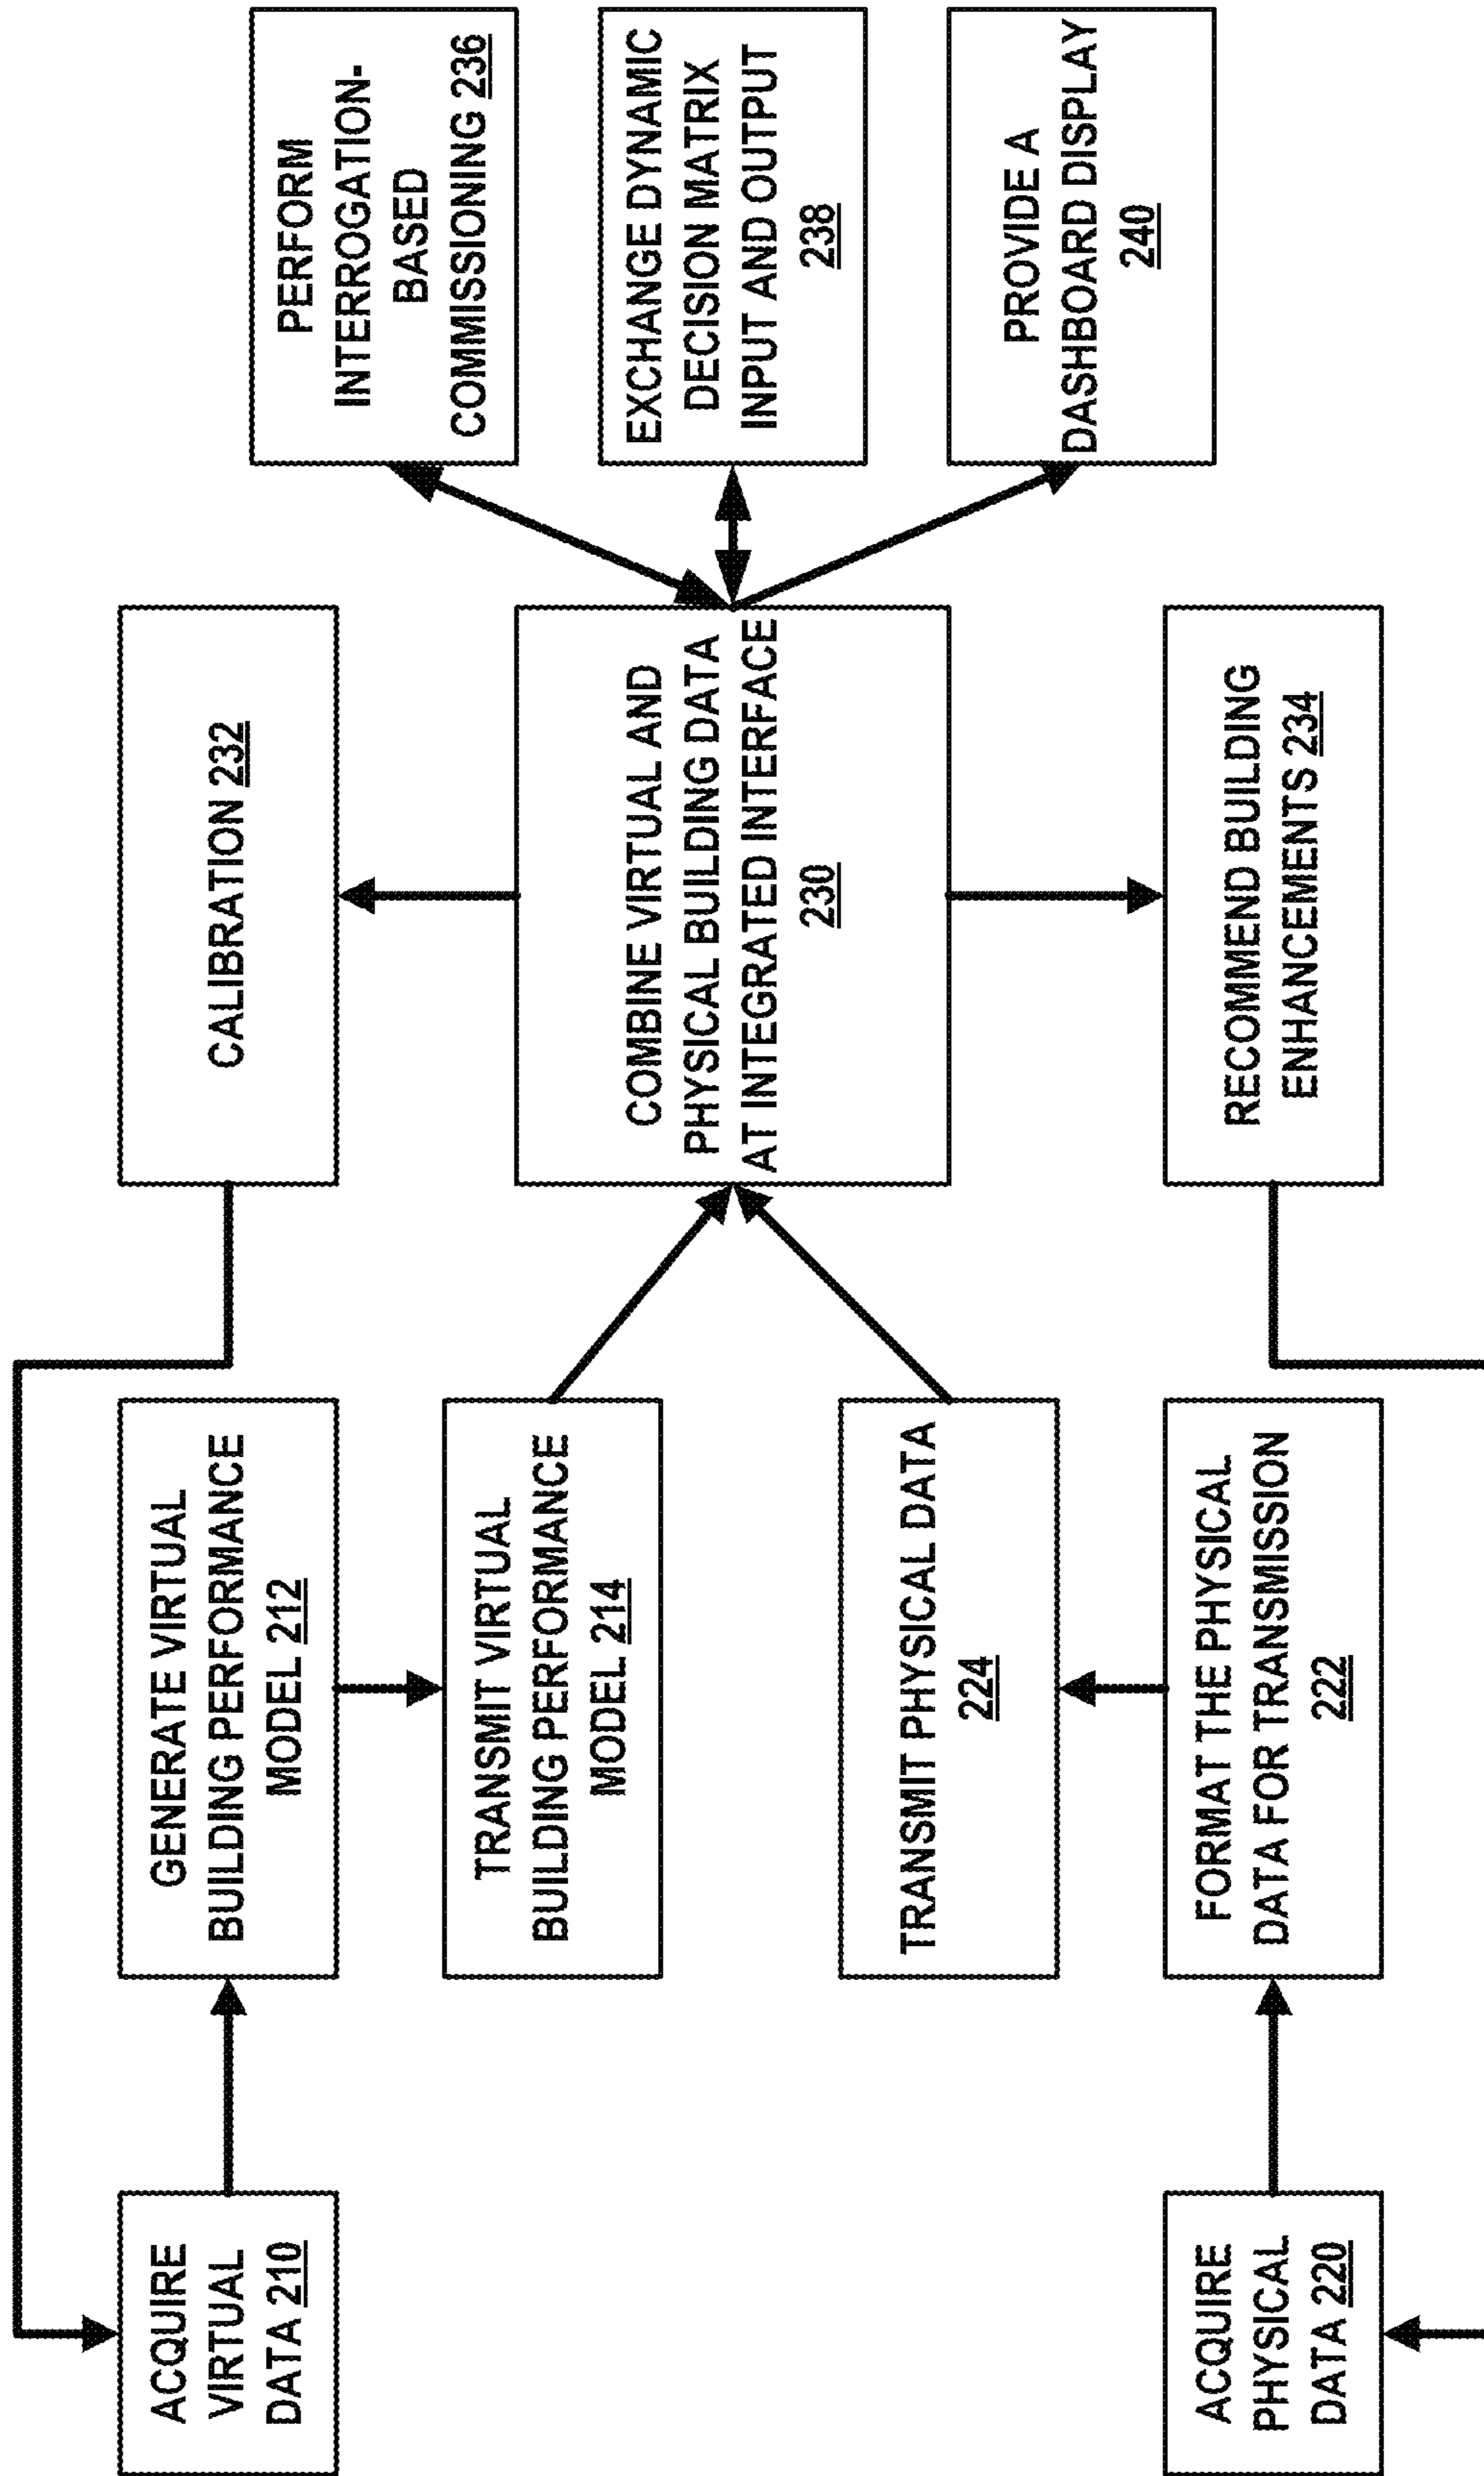 ACQUIRE
VIRTUAL
DATA 210
GENERATE VIRTUAL
BUILDING PERFORMANCE
MODEL 212
TRANSMIT VIRTUAL
BUILDING PERFORMANCE
MODEL 214
ACQUIRE
PHYSICAL
DATA 220
FORMAT THE PHYSICAL
DATA FOR TRANSMISSION
222
TRANSMIT PHYSICAL DATA
224
CALIBRATION 232
COMBINE VIRTUAL AND
PHYSICAL BUILDING DATA
AT INTEGRATED INTERFACE
230
RECOMMEND BUILDING
ENHANCEMENTS 234
PERFORM
INTERROGATION-
BASED
COMMISSIONING 236
EXCHANGE DYNAMIC
DECISION MATRIX
INPUT AND OUTPUT
238
PROVIDE A
DASHBOARD DISPLAY
240